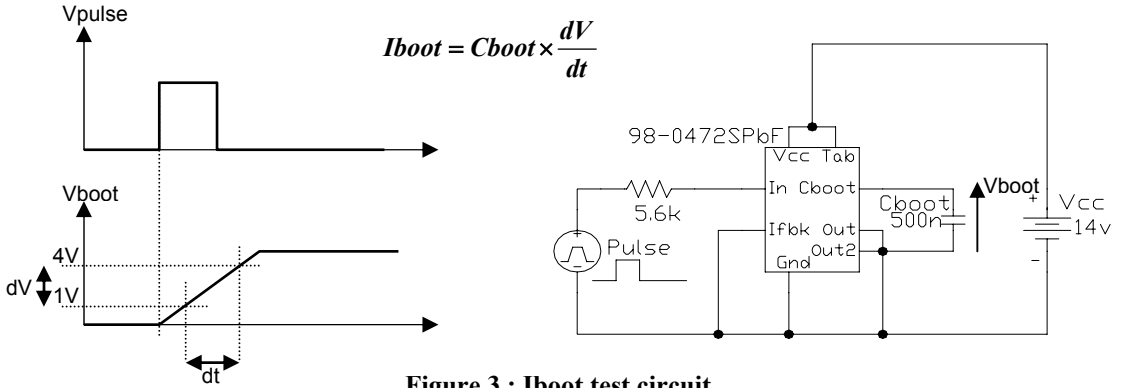 Vpulse
Iboot = Cboot × dV
dt
98-0472SPbF
Vcc Tab
In Cboot
5.6k
Ifbk Out
Out2
Gnd
Pulse
Cboot
500n
Vboot
+
Vcc
14v
-
Vboot
4V
dV
1V
dt
Figure 3 : Iboot test circuit